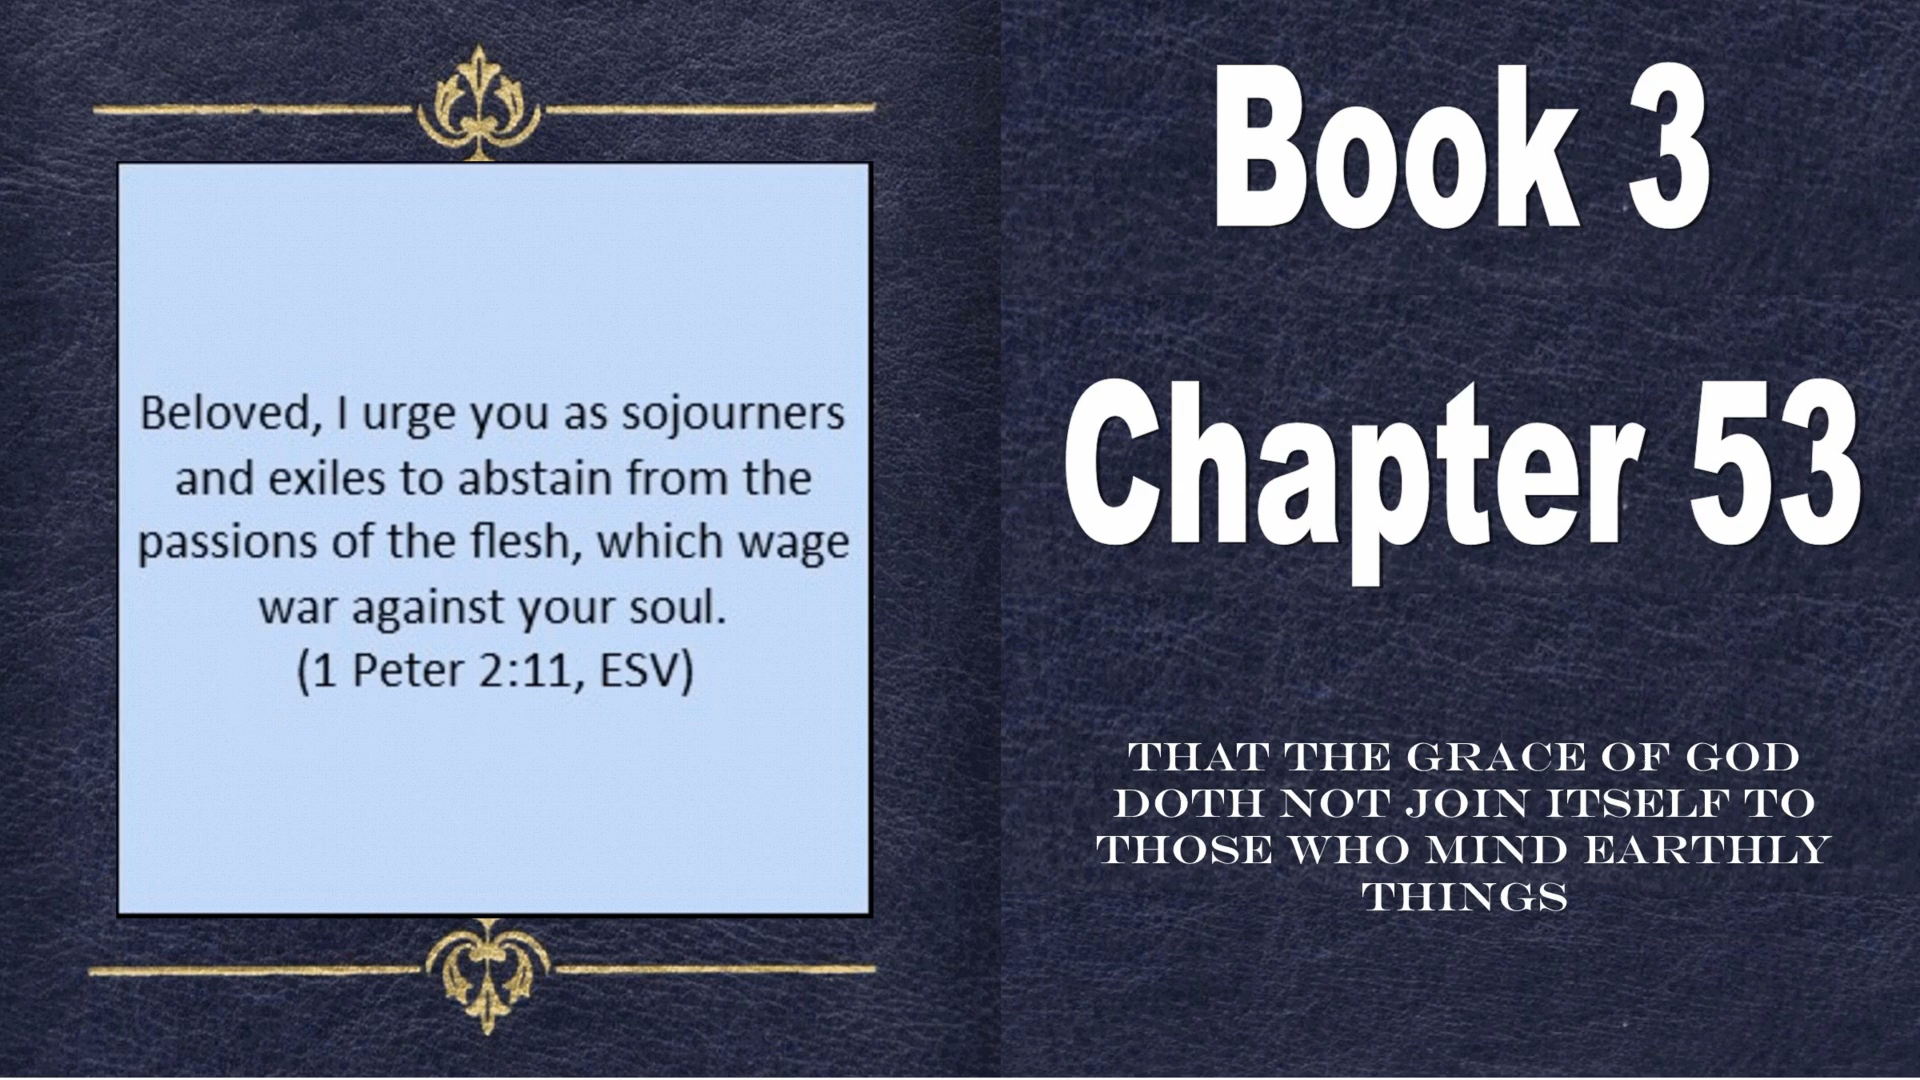 Beloved, I urge you as sojourners
and exiles to abstain from the
passions of the flesh, which wage
war against your soul.
(1 Peter 2:11, ESV)
Book 3
Chapter 53
THAT THE GRACE OF GOD
DOTH NOT JOIN ITSELF TO
THOSE WHO MIND EARTHLY
THINGS